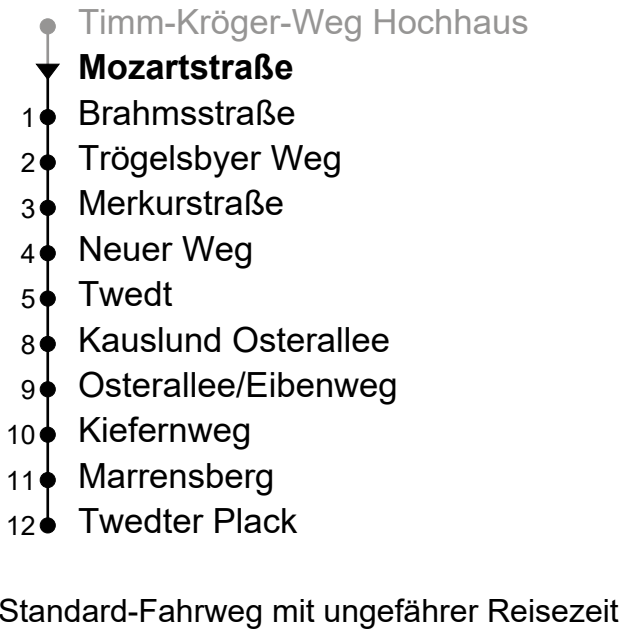 Timm-Kröger-Weg Hochhaus
Mozartstraße
1 Brahmsstraße
2 Trögelsbyer Weg
3 Merkurstraße
4 Neuer Weg
5 Twedt
8 Kauslund Osterallee
9 Osterallee/Eibenweg
10 Kiefernweg
11 Marrensberg
12 Twedter Plack
Standard-Fahrweg mit ungefährer Reisezeit